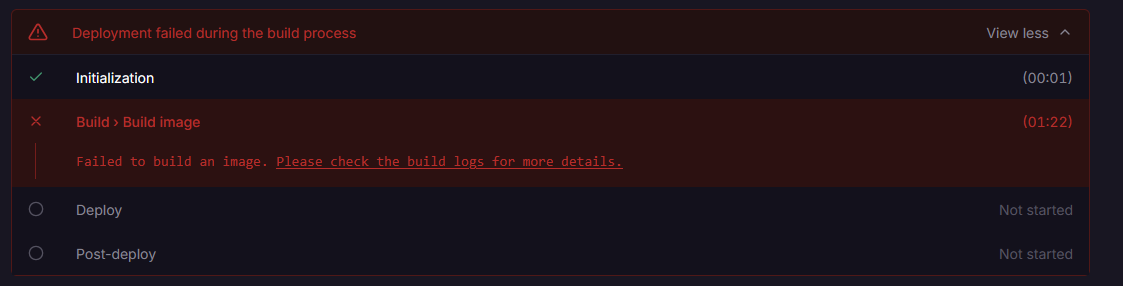 Deployment failed during the build process View less
Initialization (00:01)
Build › Build image (01:22)
Failed to build an image. Please check the build logs for more details.
Deploy Not started
Post-deploy Not started